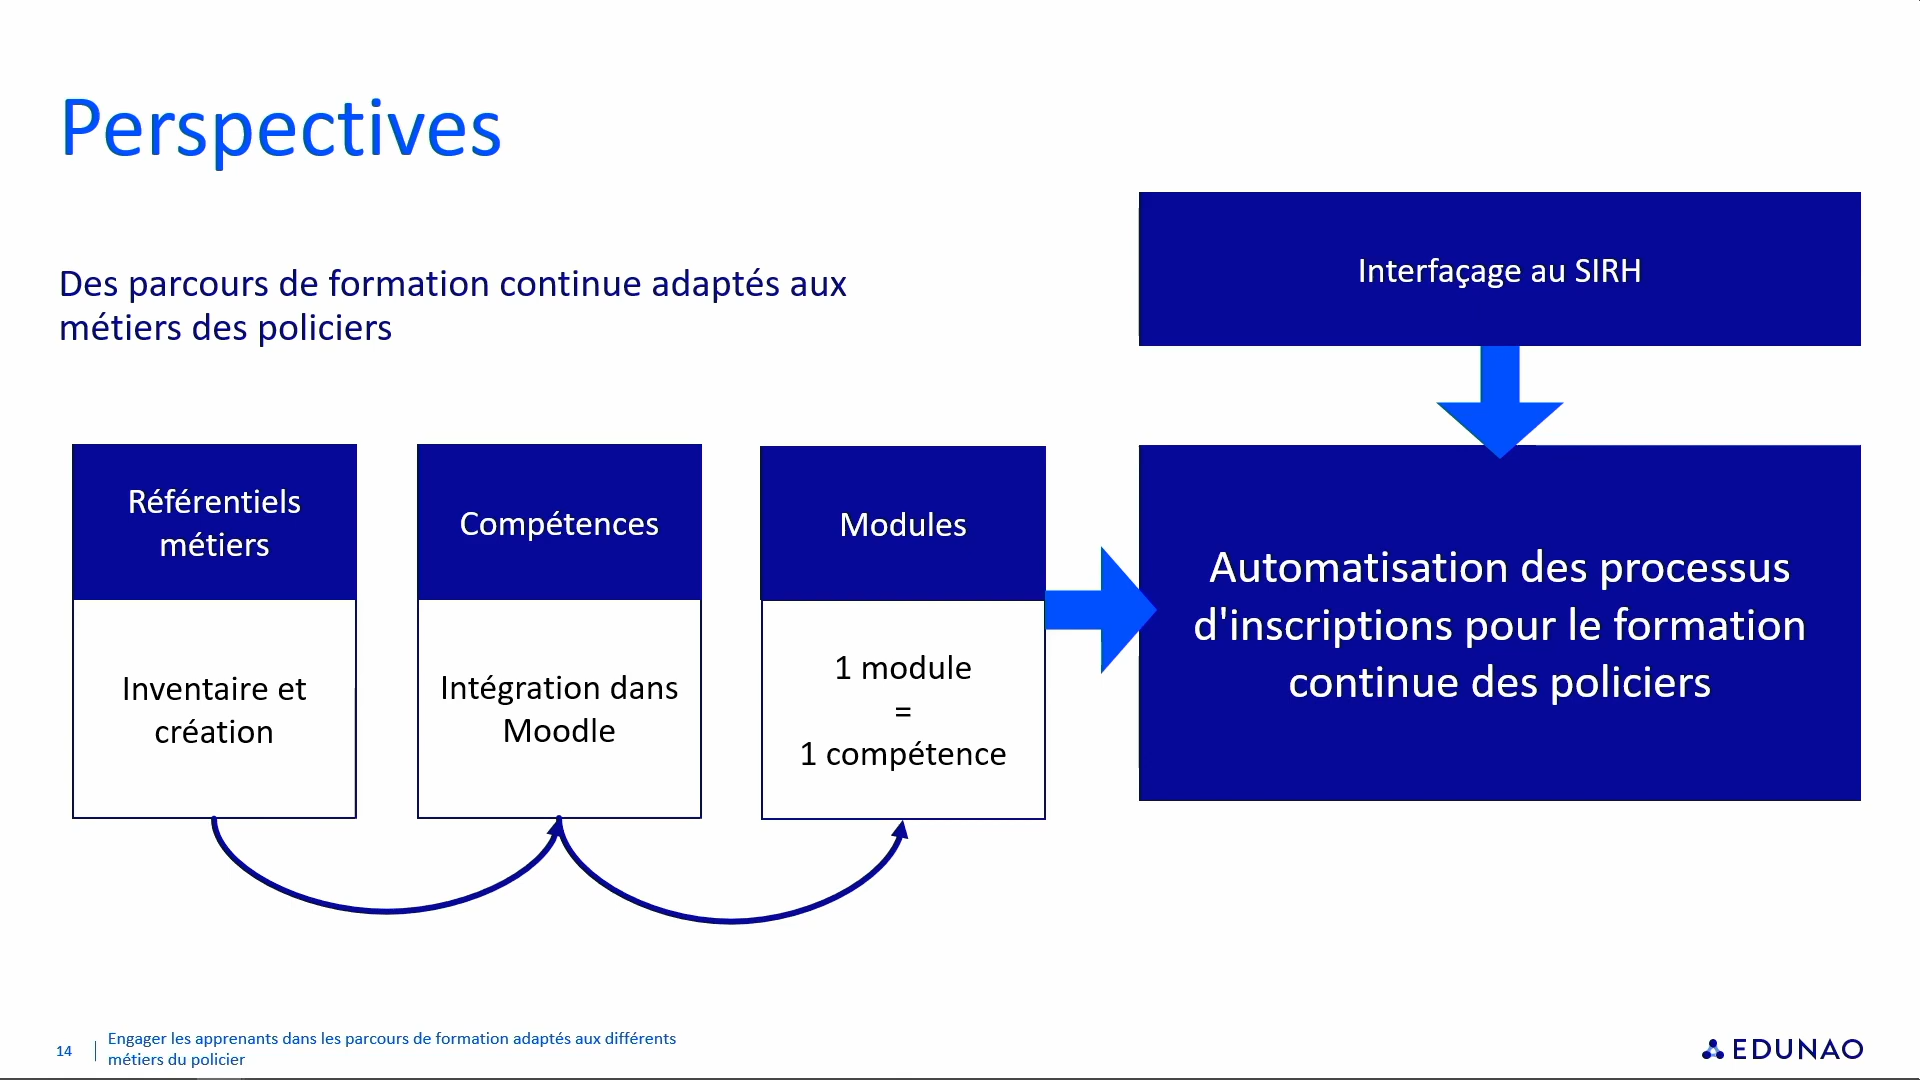 Perspectives
Des parcours de formation continue adaptés aux
métiers des policiers
Référentiels
métiers
Inventaire et
création
Compétences
Intégration dans
Moodle
Modules
1 module
=
1 compétence
Interfaçage au SIRH
Automatisation des processus
d'inscriptions pour le formation
continue des policiers
14
Engager les apprenants dans les parcours de formation adaptés aux différents
métiers du policier
EDUNAO